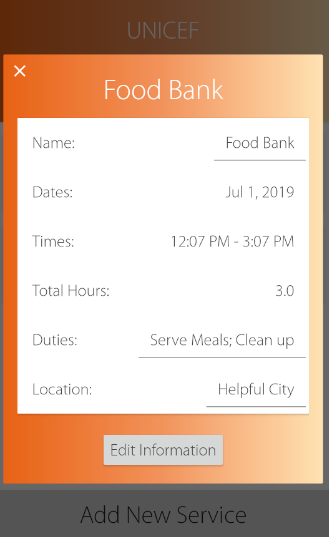 UNICEF
Food Bank
Name: Food Bank
Dates: Jul 1, 2019
Times: 12:07 PM - 3:07 PM
Total Hours: 3.0
Duties: Serve Meals; Clean up
Location: Helpful City
Edit Information
Add New Service